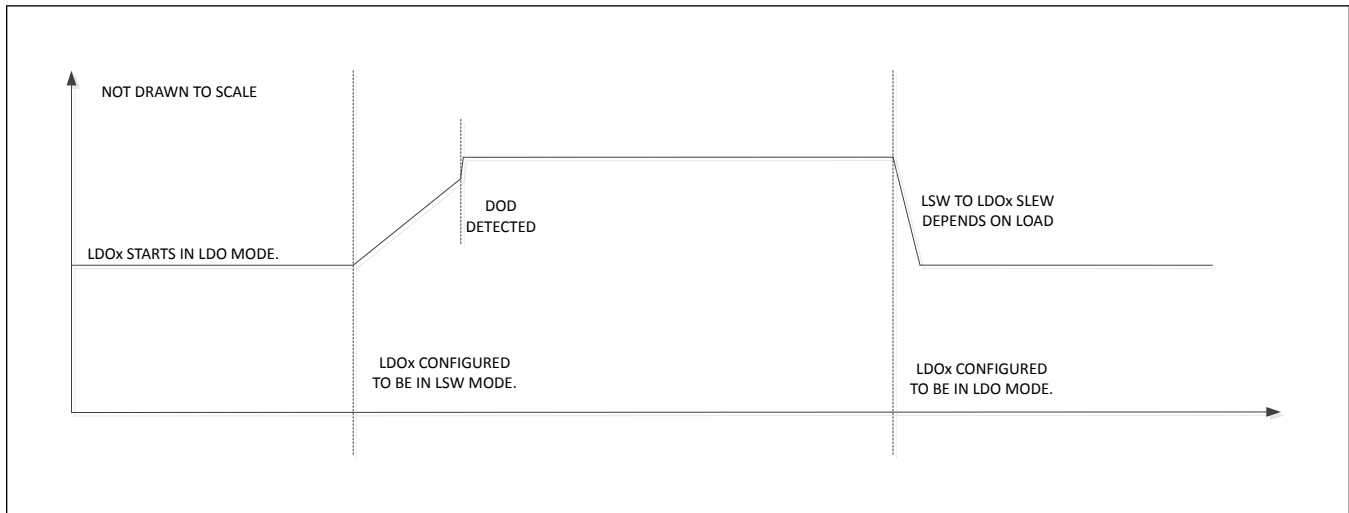 NOT DRAWN TO SCALE
DOD
DETECTED
LSW TO LDOx SLEW
DEPENDS ON LOAD
LDOx STARTS IN LDO MODE.
LDOx CONFIGURED
TO BE IN LSW MODE.
LDOx CONFIGURED
TO BE IN LDO MODE.